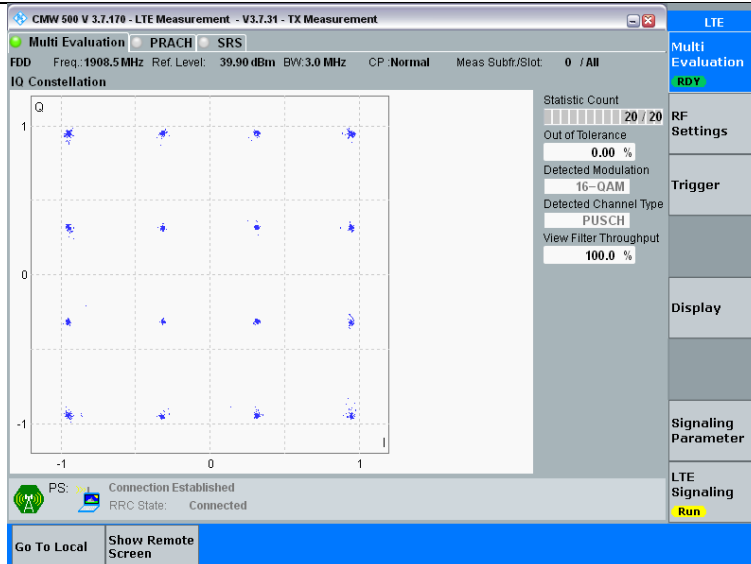 CMW 500 V 3.7.170 - LTE Measurement - V3.7.31 - TX Measurement
LTE
Multi Evaluation PRACH SRS
Multi Evaluation
RDY
FDD Freq.: 1908.5 MHz Ref. Level: 39.90 dBm BW: 3.0 MHz CP : Normal Meas Subfr./Slot: 0 / All
IQ Constellation
Q
1
0
-1
-1 0 1
I
Statistic Count
20 / 20
Out of Tolerance
0.00 %
Detected Modulation
16-QAM
Detected Channel Type
PUSCH
View Filter Throughput
100.0 %
RF Settings
Trigger
Display
Signaling Parameter
LTE Signaling
Run
PS: Connection Established
RRC State: Connected
Go To Local
Show Remote Screen